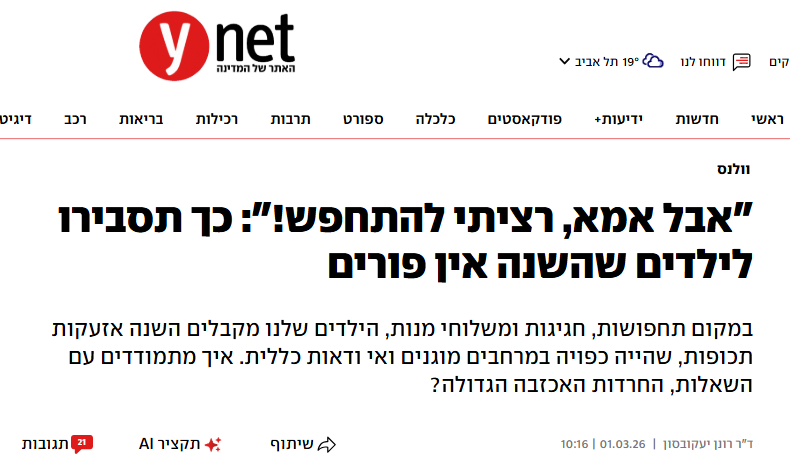 ynet
האתר של המדינה
קים
דווחו לנו
19° תל אביב
ראשי חדשות ידיעות+ פודקאסטים כלכלה ספורט תרבות רכילות בריאות רכב דיגיט
וולנס
"אבל אמא, רציתי להתחפש!": כך תסבירו
לילדים שהשנה אין פורים
במקום תחפושות, חגיגות ומשלוחי מנות, הילדים שלנו מקבלים השנה אזעקות
תכופות, שהייה כפויה במרחבים מוגנים ואי ודאות כללית. איך מתמודדים עם
השאלות, החרדות והאכזבה הגדולה?
ד"ר רונן יעקובסון | 01.03.26 | 10:16
שיתוף
תקציר AI
21 תגובות